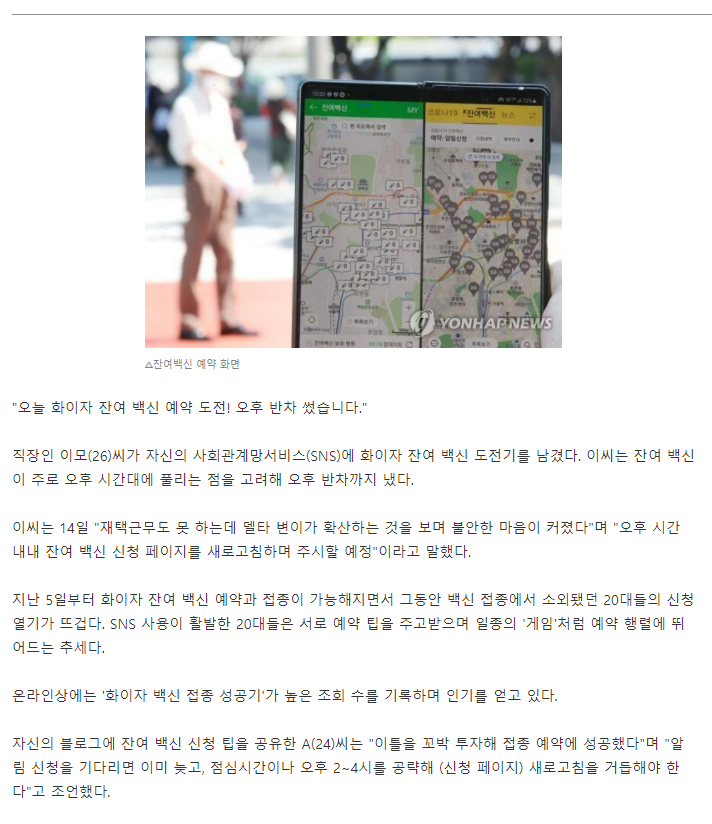 잔여백신
MY
현 지도에서 검색
코로나19
잔여백신
뉴스
예약·알림신청
목록보기
YONHAP NEWS
△잔여백신 예약 화면
"오늘 화이자 잔여 백신 예약 도전! 오후 반차 썼습니다."
직장인 이모(26)씨가 자신의 사회관계망서비스(SNS)에 화이자 잔여 백신 도전기를 남겼다. 이씨는 잔여 백신
이 주로 오후 시간대에 풀리는 점을 고려해 오후 반차까지 냈다.
이씨는 14일 "재택근무도 못 하는데 델타 변이가 확산하는 것을 보며 불안한 마음이 커졌다"며 "오후 시간
내내 잔여 백신 신청 페이지를 새로고침하며 주시할 예정"이라고 말했다.
지난 5일부터 화이자 잔여 백신 예약과 접종이 가능해지면서 그동안 백신 접종에서 소외됐던 20대들의 신청
열기가 뜨겁다. SNS 사용이 활발한 20대들은 서로 예약 팁을 주고받으며 일종의 '게임'처럼 예약 행렬에 뛰
어드는 추세다.
온라인상에는 '화이자 백신 접종 성공기'가 높은 조회 수를 기록하며 인기를 얻고 있다.
자신의 블로그에 잔여 백신 신청 팁을 공유한 A(24)씨는 "이틀을 꼬박 투자해 접종 예약에 성공했다"며 "알
림 신청을 기다리면 이미 늦고, 점심시간이나 오후 2~4시를 공략해 (신청 페이지) 새로고침을 거듭해야 한
다"고 조언했다.